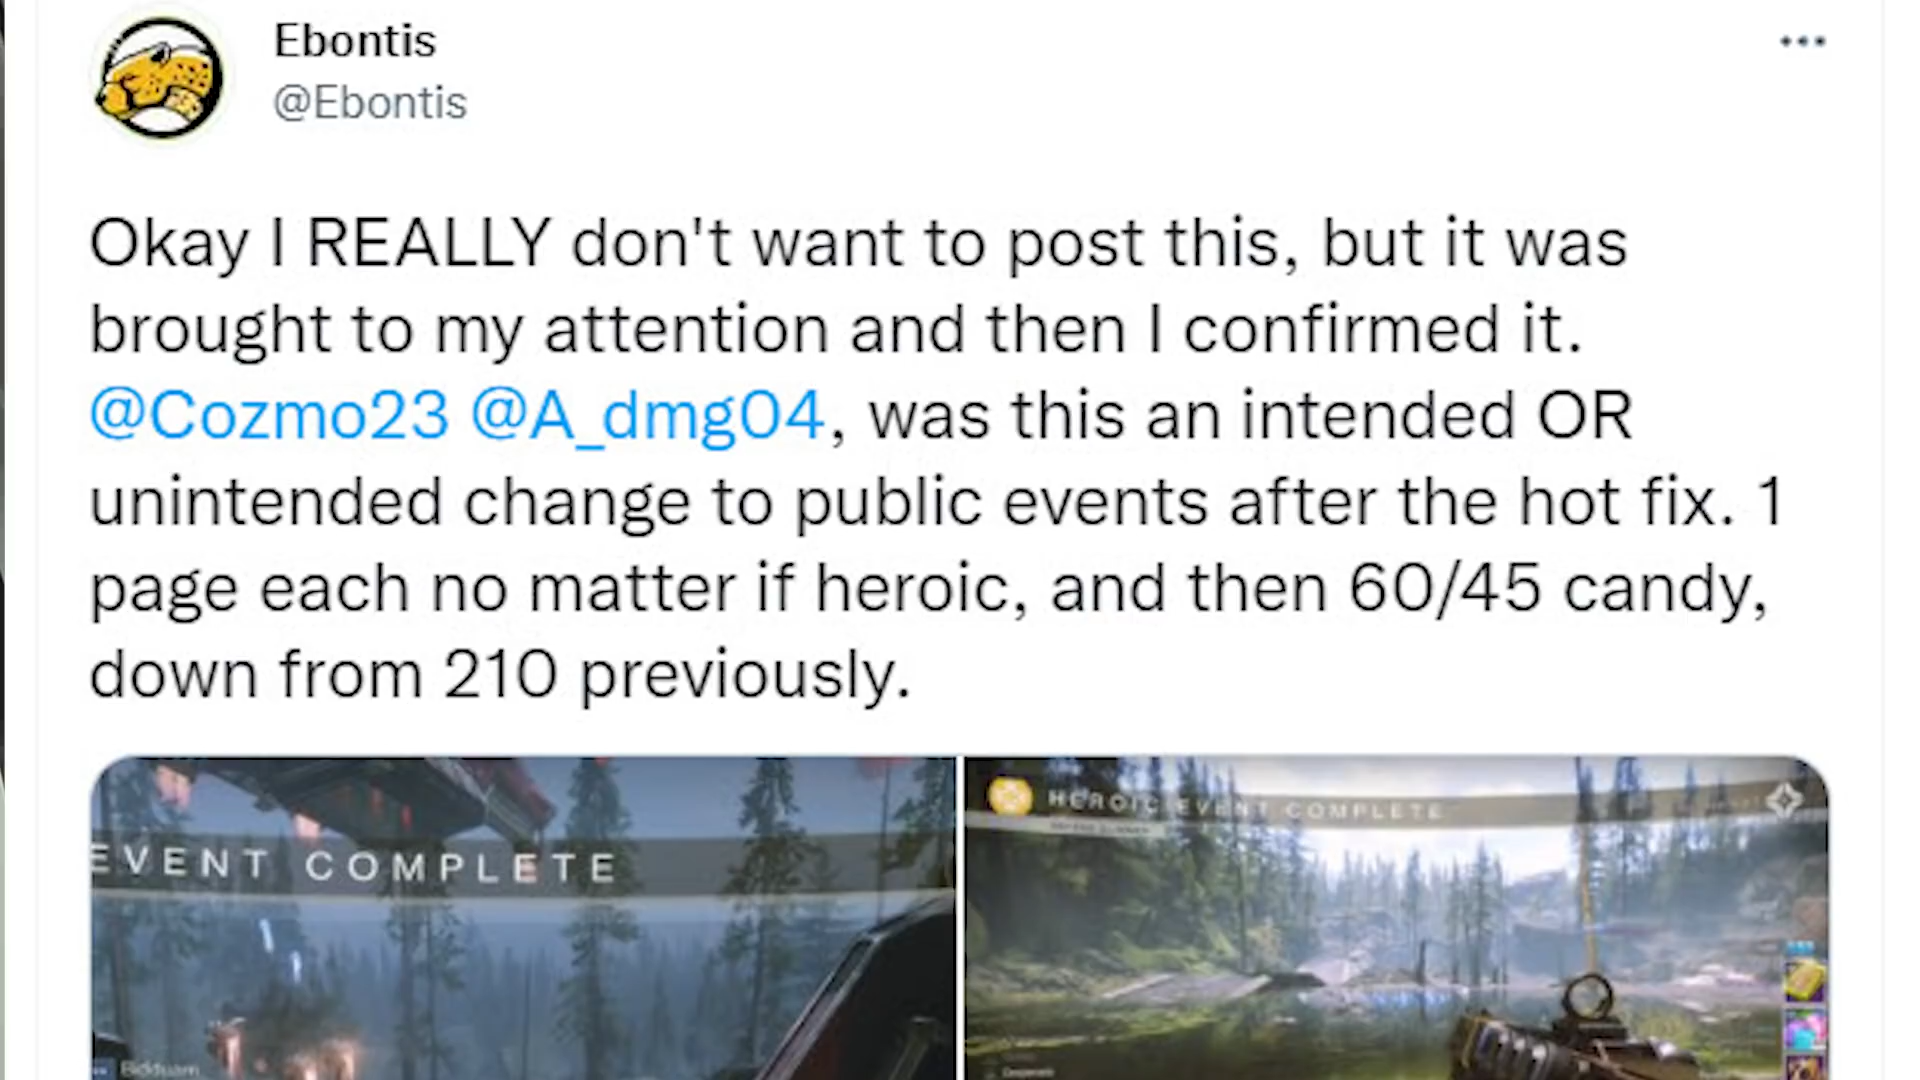 Ebontis
@Ebontis
Okay I REALLY don't want to post this, but it was
brought to my attention and then I confirmed it.
@Cozmo23 @A_dmg04, was this an intended OR
unintended change to public events after the hot fix. 1
page each no matter if heroic, and then 60/45 candy,
down from 210 previously.
EVENT COMPLETE
HEROIC EVENT COMPLETE